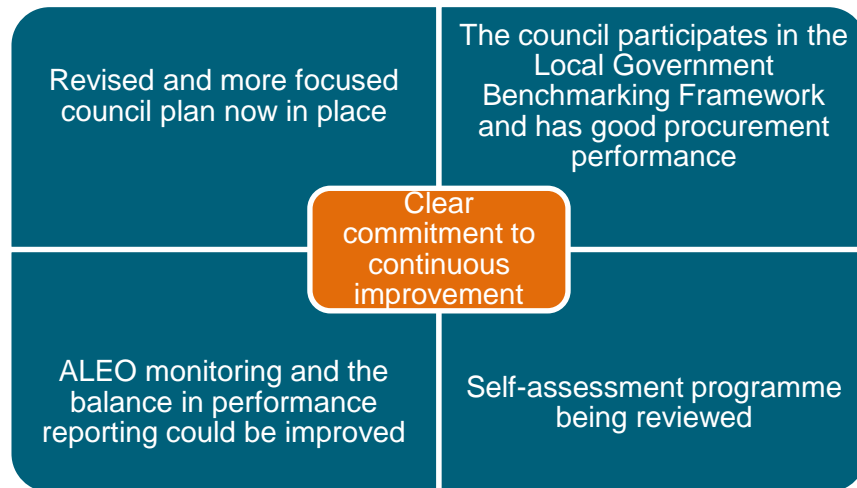 Revised and more focused
council plan now in place
The council participates in the
Local Government
Benchmarking Framework
and has good procurement
performance
Clear
commitment to
continuous
improvement
ALEO monitoring and the
balance in performance
reporting could be improved
Self-assessment programme
being reviewed